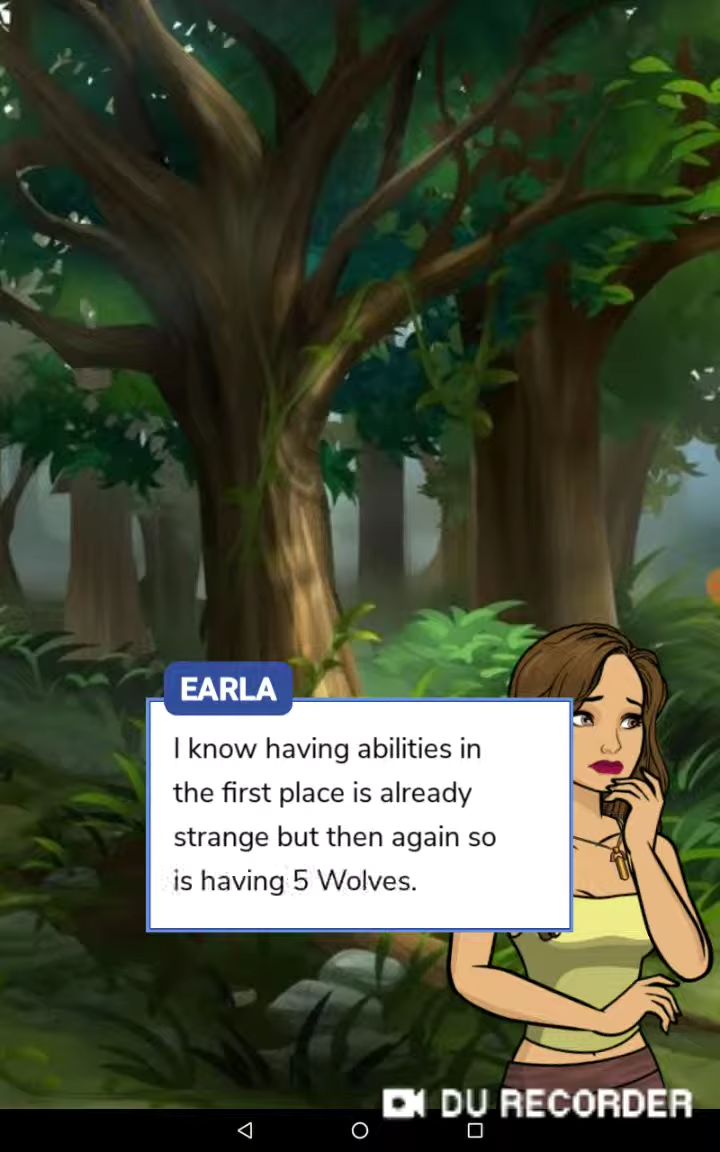 EARLA
I know having abilities in
the first place is already
strange but then again so
is having 5 Wolves.
DU RECORDER